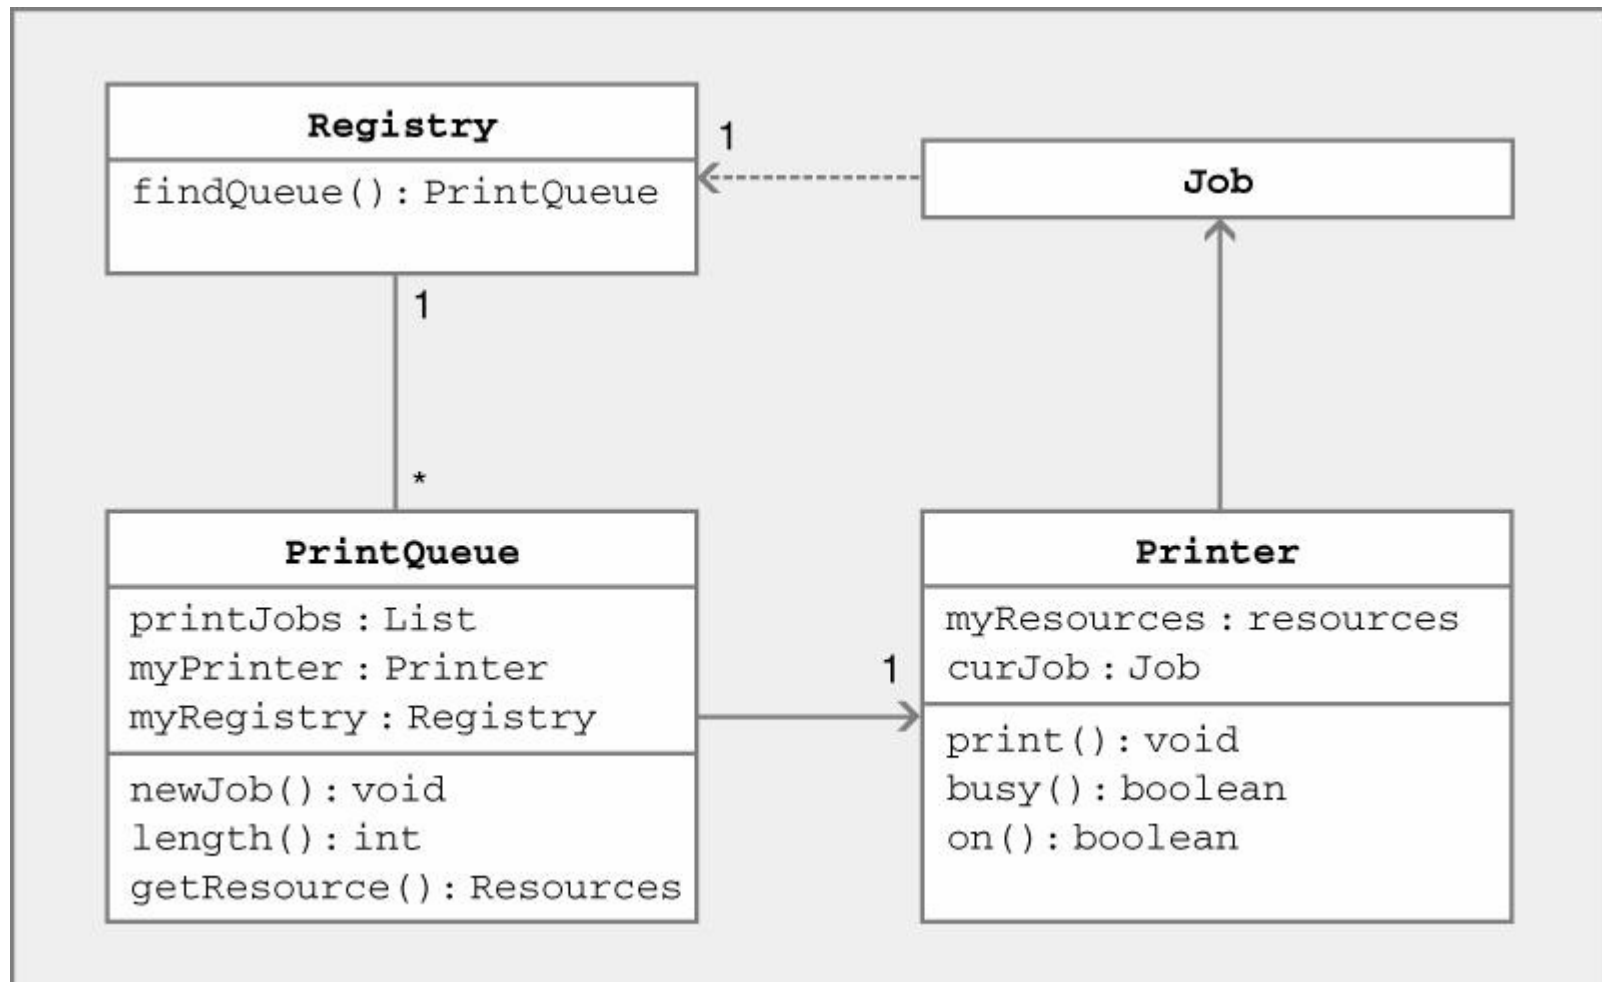 Registry
findQueue(): PrintQueue
1
Job
1
*
PrintQueue
printJobs : List
myPrinter : Printer
myRegistry : Registry
newJob(): void
length(): int
getResource(): Resources
1
Printer
myResources : resources
curJob : Job
print(): void
busy(): boolean
on(): boolean